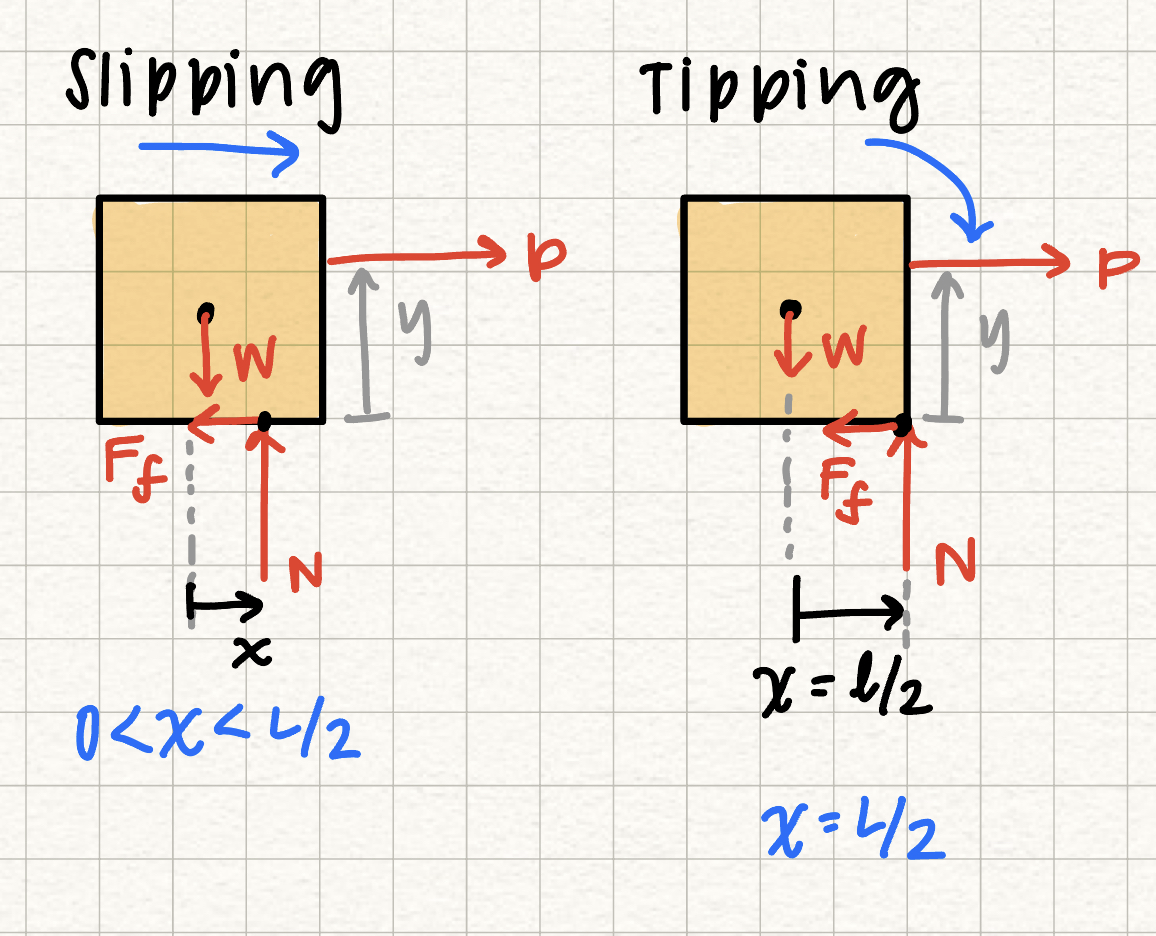 Slipping
P
y
W
F_f
N
x
0 < x < L/2
Tipping
P
y
W
F_f
N
x = l/2
x = L/2